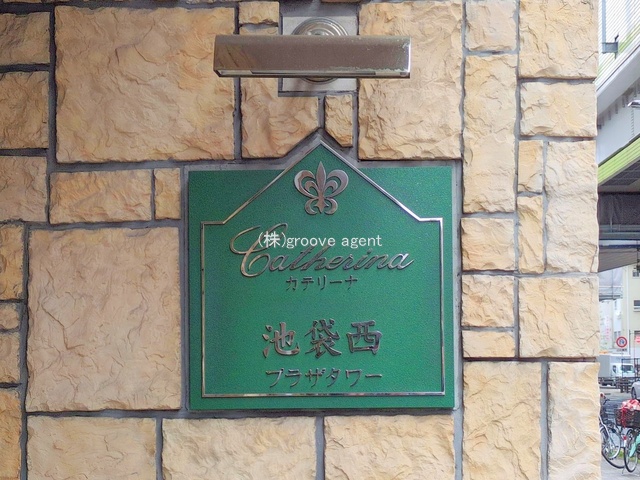 (株)groove agent
Catherina
カテリーナ
池袋西
プラザタワー